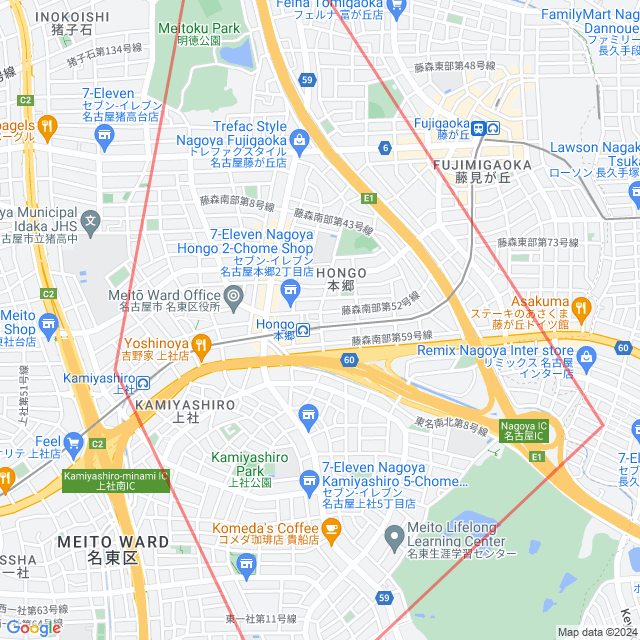 INOKOISHI
猪子石
猪子石第134号線
Meitoku Park
明徳公園
Feina Tomigaoka
フェルナ富が丘店
FamilyMart Nag
ファミリー
長久手段
藤森東部第48号線
59
C2
7-Eleven
セブン-イレブン
名古屋猪高台店
Trefac Style
Nagoya Fujigaoka
トレファクスタイル
名古屋藤が丘店
Fujigaoka
藤が丘
6
Lawson Nagak
Tsuka
ローソン 長久手塚
FUJIMIGAOKA
藤見が丘
E1
ya Municipal
Idaka JHS
古屋市立猪高中
藤森南部第8号線
藤森南部第43号線
藤森東部第73号線
7-Eleven Nagoya
Hongo 2-Chome Shop
セブン-イレブン
名古屋本郷2丁目店
HONGO
本郷
C2
Meitō Ward Office
名古屋市 名東区役所
藤森南部第52号線
Asakuma
ステーキのあさくま
藤が丘ドイツ館
Meito
Shop
東社台店
Hongo
本郷
藤森南部第59号線
60
Yoshinoya
吉野家 上社店
60
Remix Nagoya Inter store
リミックス 名古屋
インター店
Kamiyashiro
上社
上社第51号線
KAMIYASHIRO
上社
東名南北第8号線
Nagoya IC
名古屋IC
E1
Feel
上社店
C2
Kamiyashiro-minami IC
上社南IC
Kamiyashiro
Park
上社公園
7-Eleven Nagoya
Kamiyashiro 5-Chome...
セブン-イレブン
名古屋上社5丁目店
Komeda's Coffee
コメダ珈琲店 貴船店
Meito Lifelong
Learning Center
名東生涯学習センター
MEITO WARD
名東区
一社
59
西一社第64号線
東一社第11号線
Google
Map data ©2024